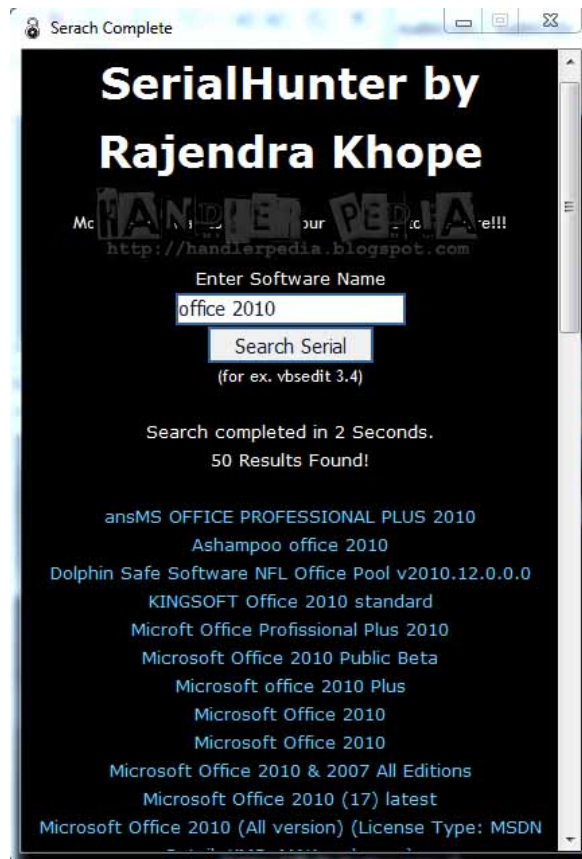 Serach Complete
SerialHunter by
Rajendra Khope
HANDLER PEDIA
http://handlerpedia.blogspot.com
Enter Software Name
office 2010
Search Serial
(for ex. vbsedit 3.4)
Search completed in 2 Seconds.
50 Results Found!
ansMS OFFICE PROFESSIONAL PLUS 2010
Ashampoo office 2010
Dolphin Safe Software NFL Office Pool v2010.12.0.0.0
KINGSOFT Office 2010 standard
Microft Office Profissional Plus 2010
Microsoft Office 2010 Public Beta
Microsoft office 2010 Plus
Microsoft Office 2010
Microsoft Office 2010
Microsoft Office 2010 & 2007 All Editions
Microsoft Office 2010 (17) latest
Microsoft Office 2010 (All version) (License Type: MSDN